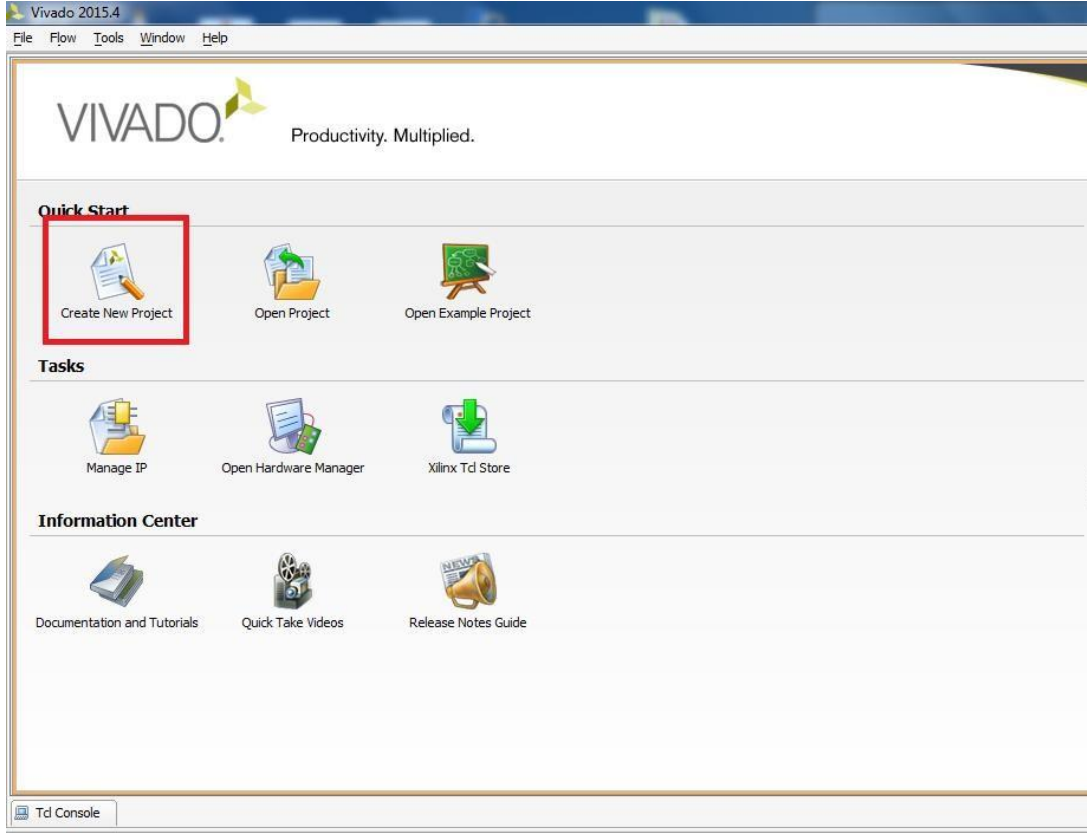 Vivado 2015.4
File Flow Tools Window Help
VIVADO.
Productivity. Multiplied.
Quick Start
Create New Project Open Project Open Example Project
Tasks
Manage IP Open Hardware Manager Xilinx Tcl Store
Information Center
NEWS
Documentation and Tutorials Quick Take Videos Release Notes Guide
Tcl Console